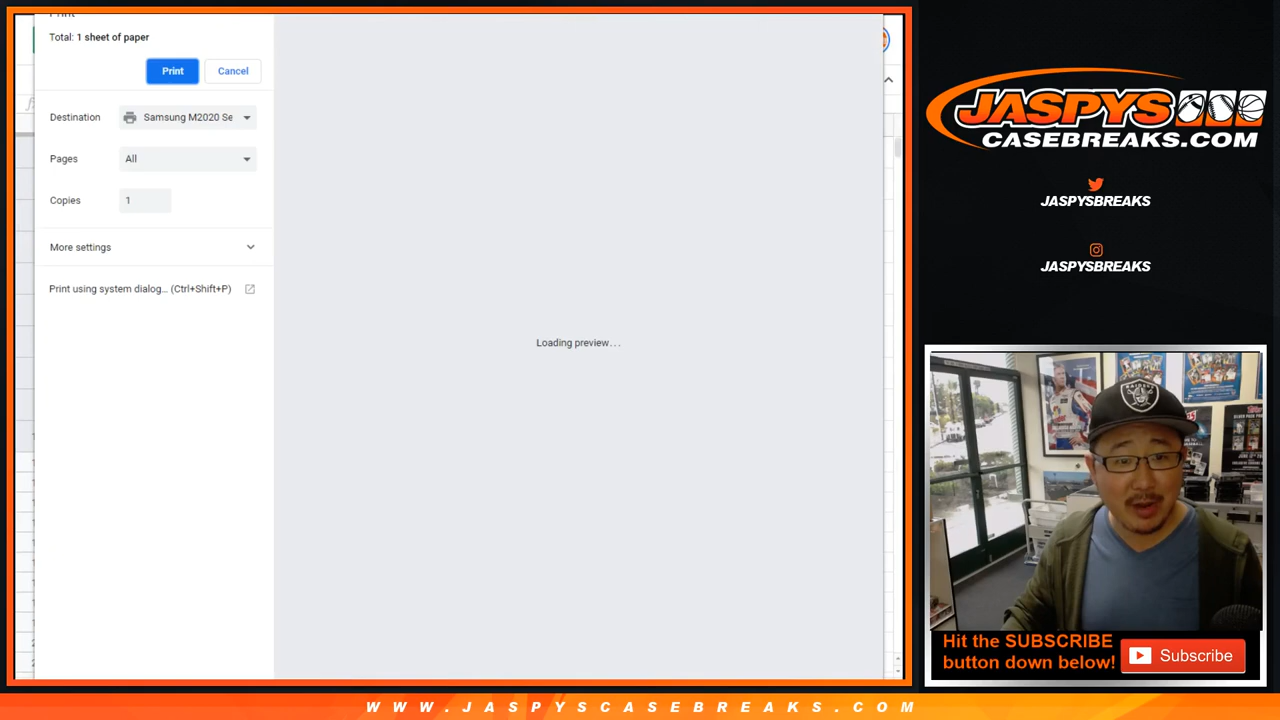 Print
Total: 1 sheet of paper
Print
Cancel
Destination
Samsung M2020 Se
Pages
All
Copies
1
More settings
Print using system dialog... (Ctrl+Shift+P)
Loading preview...
JASPYS
CASEBREAKS.COM
JASPYSBREAKS
JASPYSBREAKS
RAIDERS
Hit the SUBSCRIBE
button down below!
Subscribe
WWW.JASPYSCASEBREAKS.COM